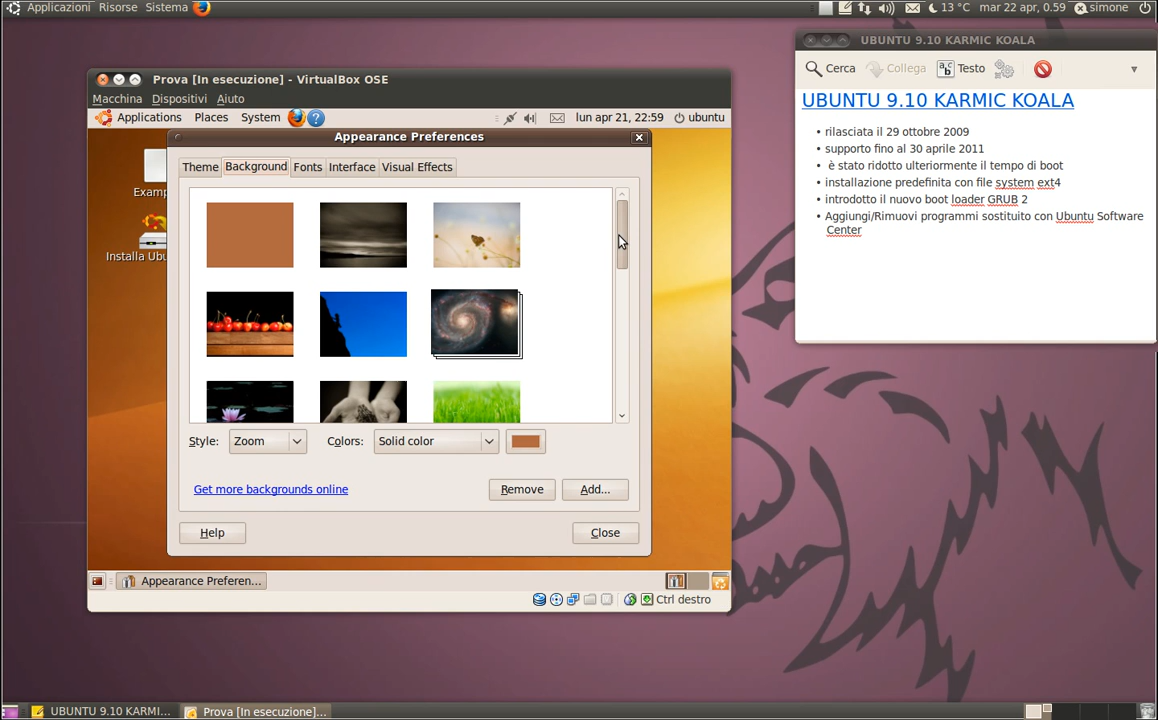 Applicazioni Risorse Sistema
13 °C mar 22 apr, 0.59 simone
UBUNTU 9.10 KARMIC KOALA
Cerca Collega Testo
UBUNTU 9.10 KARMIC KOALA
• rilasciata il 29 ottobre 2009
• supporto fino al 30 aprile 2011
• è stato ridotto ulteriormente il tempo di boot
• installazione predefinita con file system ext4
• introdotto il nuovo boot loader GRUB 2
• Aggiungi/Rimuovi programmi sostituito con Ubuntu Software
Center
Prova [In esecuzione] - VirtualBox OSE
Macchina Dispositivi Aiuto
Applications Places System
lun apr 21, 22:59 ubuntu
Examp
Installa Ubu
Appearance Preferences
Theme Background Fonts Interface Visual Effects
Style: Zoom Colors: Solid color
Get more backgrounds online Remove Add...
Help Close
Appearance Preferen...
Ctrl destro
UBUNTU 9.10 KARMI... Prova [In esecuzione]...